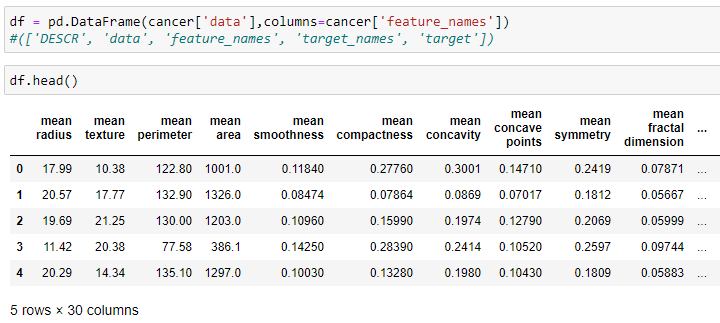 df = pd.DataFrame(cancer['data'],columns=cancer['feature_names'])
#(['DESCR', 'data', 'feature_names', 'target_names', 'target'])
df.head()
mean radius mean texture mean perimeter mean area mean smoothness mean compactness mean concavity mean concave points mean symmetry mean fractal dimension ...
0 17.99 10.38 122.80 1001.0 0.11840 0.27760 0.3001 0.14710 0.2419 0.07871 ...
1 20.57 17.77 132.90 1326.0 0.08474 0.07864 0.0869 0.07017 0.1812 0.05667 ...
2 19.69 21.25 130.00 1203.0 0.10960 0.15990 0.1974 0.12790 0.2069 0.05999 ...
3 11.42 20.38 77.58 386.1 0.14250 0.28390 0.2414 0.10520 0.2597 0.09744 ...
4 20.29 14.34 135.10 1297.0 0.10030 0.13280 0.1980 0.10430 0.1809 0.05883 ...
5 rows × 30 columns